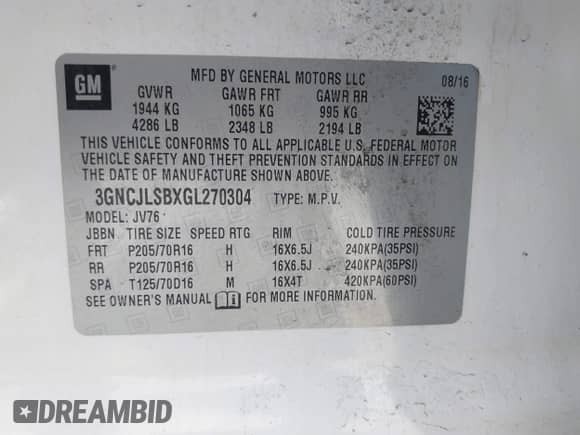 GM
MFD BY GENERAL MOTORS LLC 08/16
GVWR GAWR FRT GAWR RR
1944 KG 1065 KG 995 KG
4286 LB 2348 LB 2194 LB
THIS VEHICLE CONFORMS TO ALL APPLICABLE U.S. FEDERAL MOTOR
VEHICLE SAFETY AND THEFT PREVENTION STANDARDS IN EFFECT ON
THE DATE OF MANUFACTURE SHOWN ABOVE.
3GNCJLSBXGL270304 TYPE: M.P.V.
MODEL: JV76
JBBN TIRE SIZE SPEED RTG RIM COLD TIRE PRESSURE
FRT P205/70R16 H 16X6.5J 240KPA(35PSI)
RR P205/70R16 H 16X6.5J 240KPA(35PSI)
SPA T125/70D16 M 16X4T 420KPA(60PSI)
SEE OWNER'S MANUAL FOR MORE INFORMATION.
DREAMBID